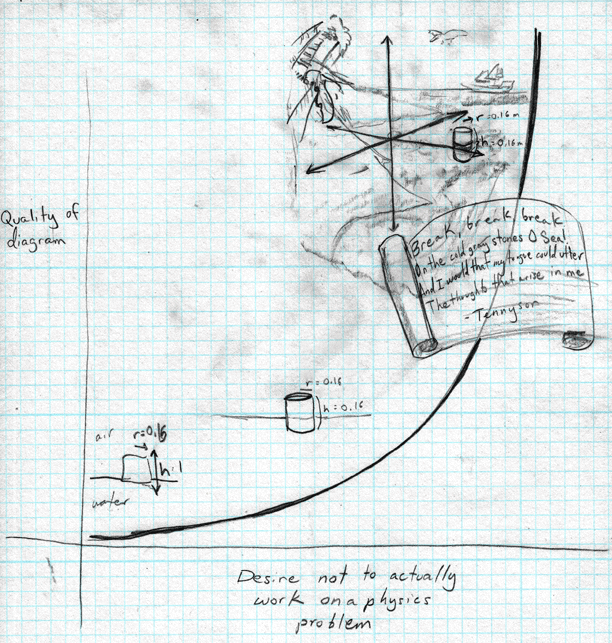 r=0.16m
h=0.16m
Quality of
diagram
Break, break, break
On the cold gray stones O Sea!
And I would that my tongue could utter
The thoughts that arise in me
- Tennyson
r=0.16
h=0.16
air
r=0.16
h=1
water
Desire not to actually
work on a physics
problem